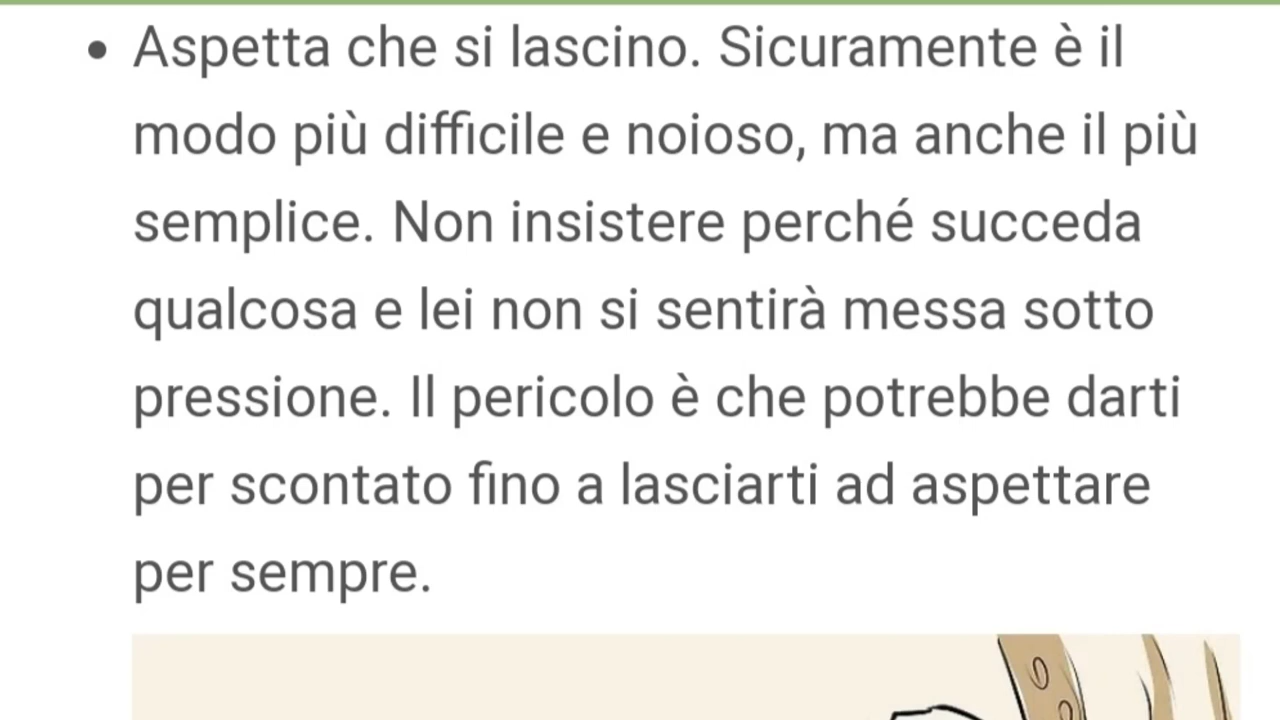 • Aspetta che si lascino. Sicuramente è il
modo più difficile e noioso, ma anche il più
semplice. Non insistere perché succeda
qualcosa e lei non si sentirà messa sotto
pressione. Il pericolo è che potrebbe darti
per scontato fino a lasciarti ad aspettare
per sempre.